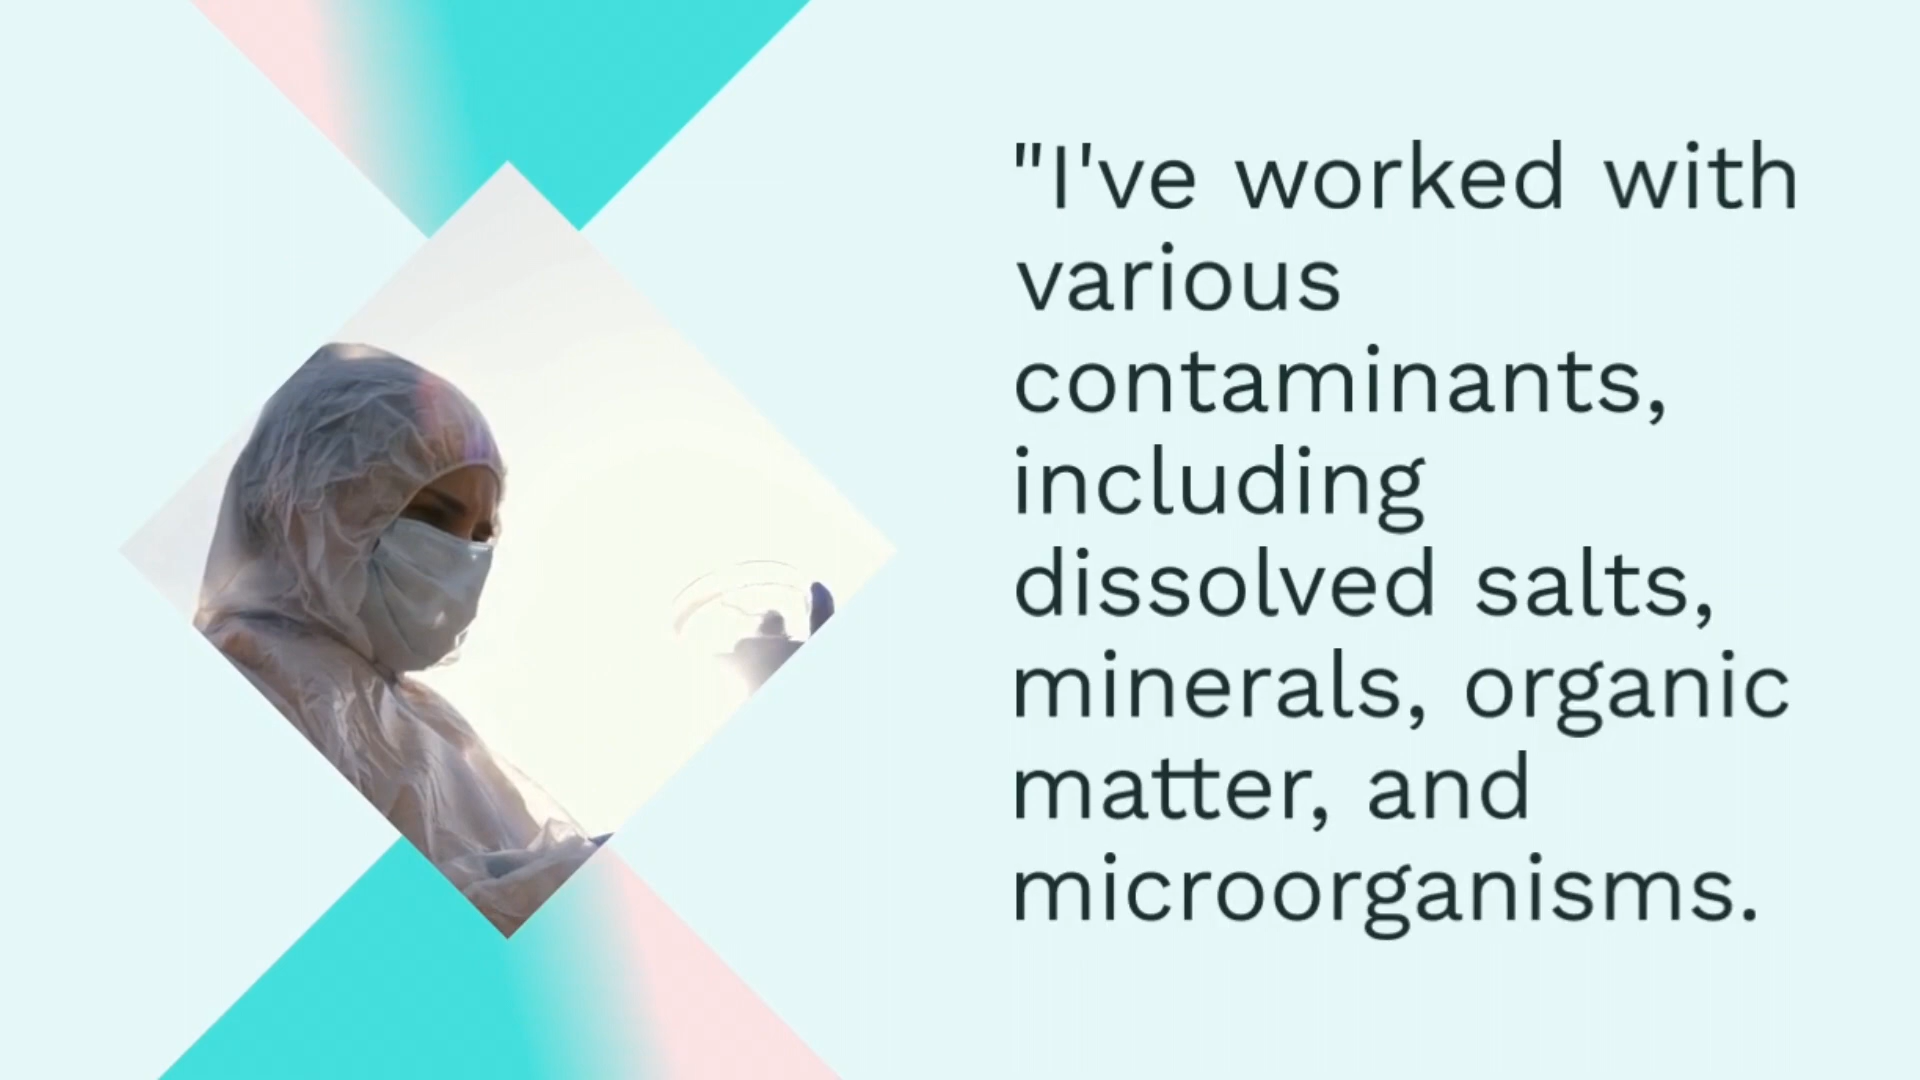 "I've worked with
various
contaminants,
including
dissolved salts,
minerals, organic
matter, and
microorganisms.